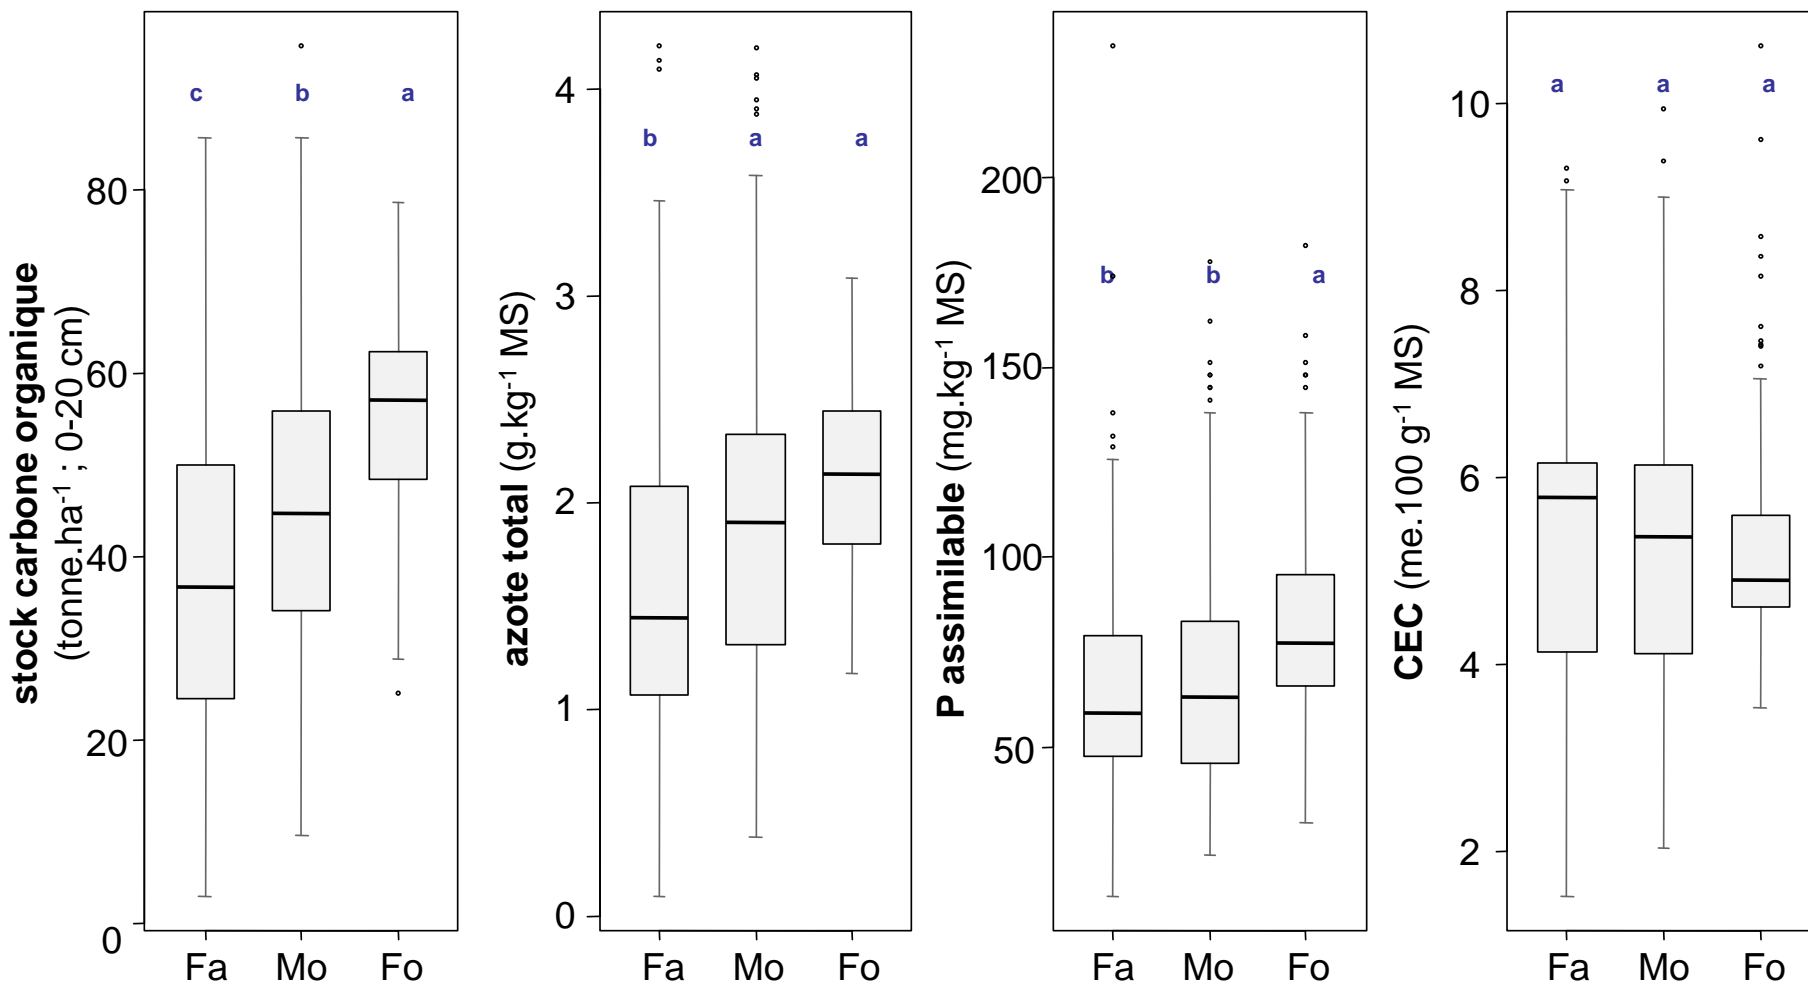 stock carbone organique
(tonne.ha-1 ; 0-20 cm)
80
60
40
20
0
c b a
Fa Mo Fo
azote total (g.kg-1 MS)
4
3
2
1
0
b a a
Fa Mo Fo
P assimilable (mg.kg-1 MS)
200
150
100
50
b b a
Fa Mo Fo
CEC (me.100 g-1 MS)
10
8
6
4
2
a a a
Fa Mo Fo